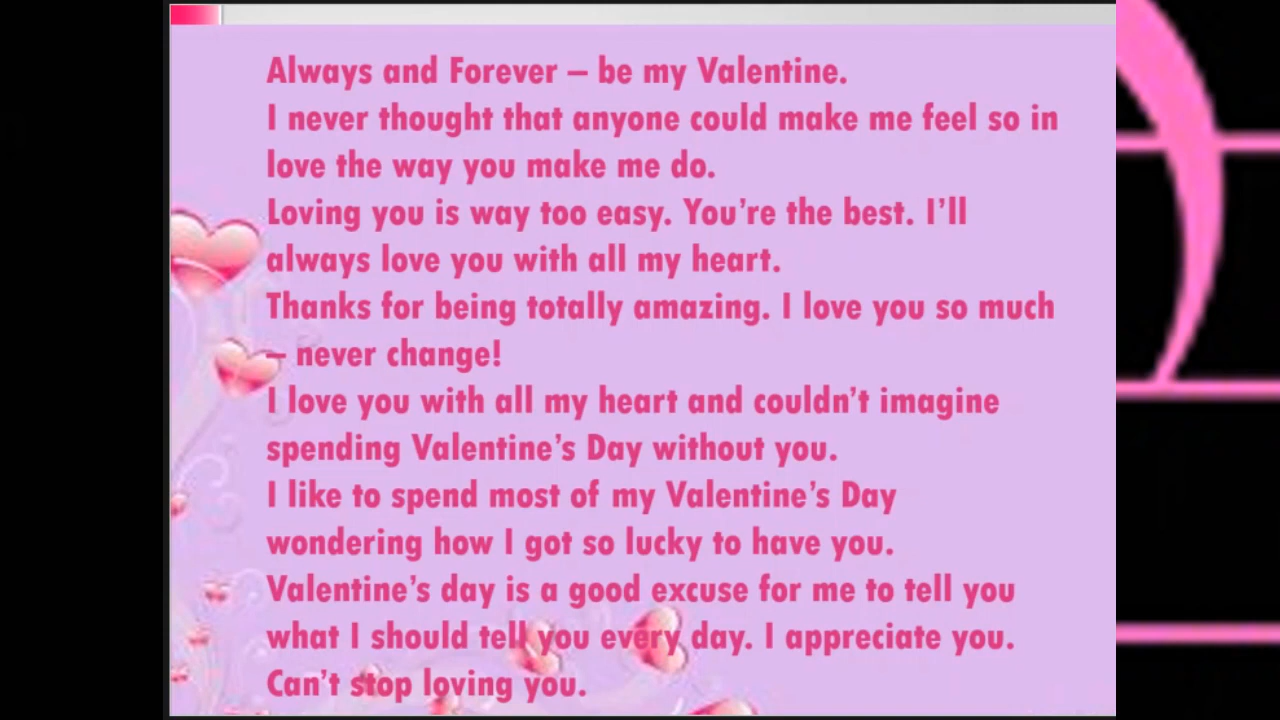 Always and Forever – be my Valentine.
I never thought that anyone could make me feel so in
love the way you make me do.
Loving you is way too easy. You’re the best. I’ll
always love you with all my heart.
Thanks for being totally amazing. I love you so much
– never change!
I love you with all my heart and couldn’t imagine
spending Valentine’s Day without you.
I like to spend most of my Valentine’s Day
wondering how I got so lucky to have you.
Valentine’s day is a good excuse for me to tell you
what I should tell you every day. I appreciate you.
Can’t stop loving you.